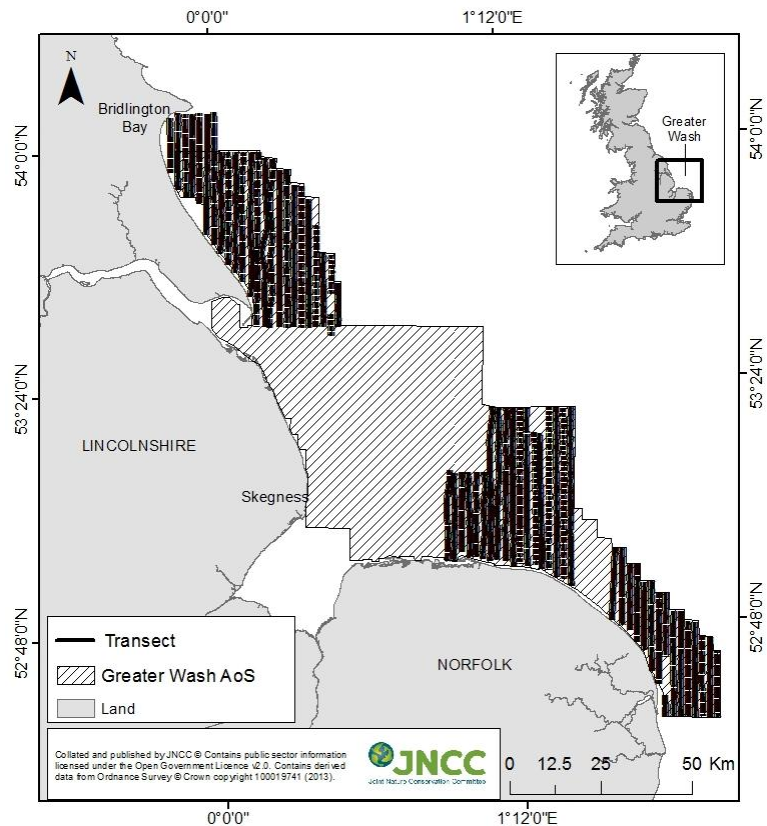 0°0'0"
1°12'0"E
N
Bridlington
Bay
Greater
Wash
54°0'0"N
54°0'0"N
53°24'0"N
53°24'0"N
LINCOLNSHIRE
Skegness
52°48'0"N
52°48'0"N
Transect
Greater Wash AoS
Land
NORFOLK
Collated and published by JNCC © Contains public sector information
licensed under the Open Government Licence v2.0. Contains derived
data from Ordnance Survey © Crown copyright 100019741 (2013).
JNCC
Joint Nature Conservation Committee
0 12.5 25 50 Km
0°0'0"
1°12'0"E